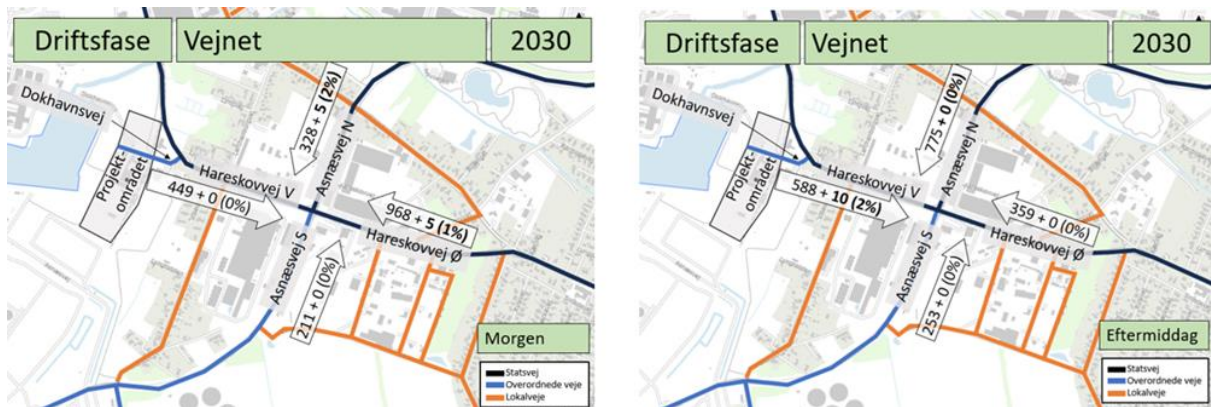 Driftsfase
Vejnet
2030
Dokhavnsvej
Projekt-
området
328 + 5 (2%)
Asnæsvej N
Hareskovvej V
449 + 0 (0%)
968 + 5 (1%)
Hareskovvej Ø
Asnæsvej S
211 + 0 (0%)
Morgen
Statsvej
Overordnede veje
Lokalveje
Driftsfase
Vejnet
2030
Dokhavnsvej
Projekt-
området
775 + 0 (0%)
Asnæsvej N
Hareskovvej V
588 + 10 (2%)
359 + 0 (0%)
Hareskovvej Ø
Asnæsvej S
253 + 0 (0%)
Eftermiddag
Statsvej
Overordnede veje
Lokalveje